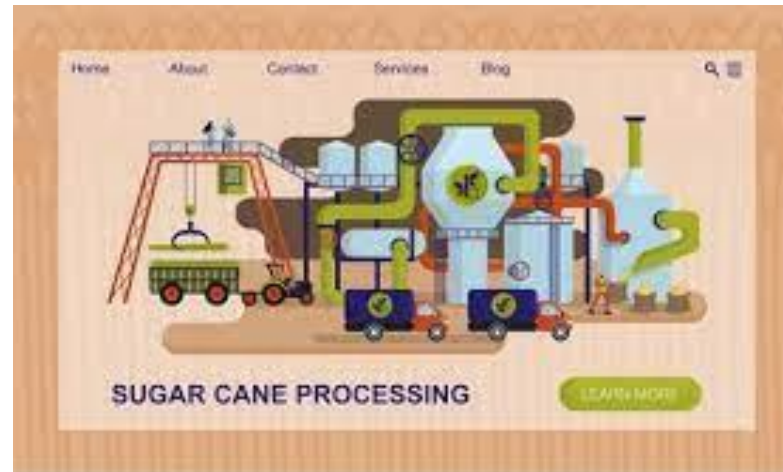 Home About Contact Services Blog
SUGAR CANE PROCESSING
LEARN MORE